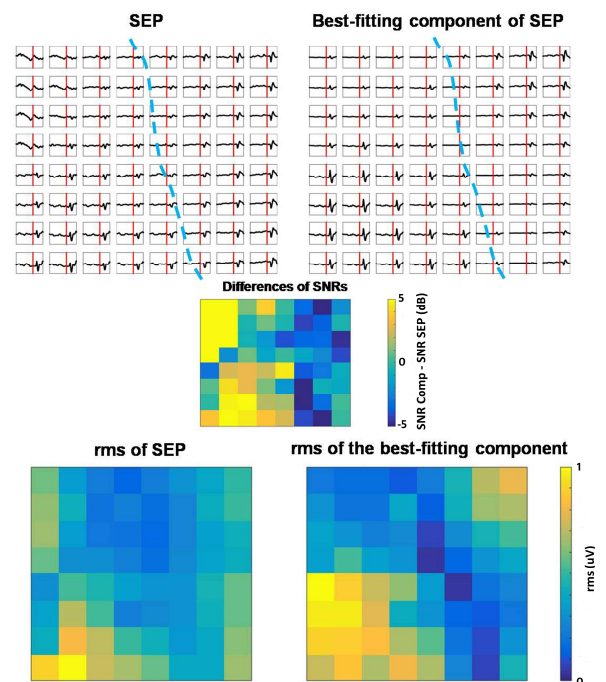 SEP
Best-fitting component of SEP
Differences of SNRs
5
0
-5
SNR Comp - SNR SEP (dB)
rms of SEP
rms of the best-fitting component
1
0
rms (uV)